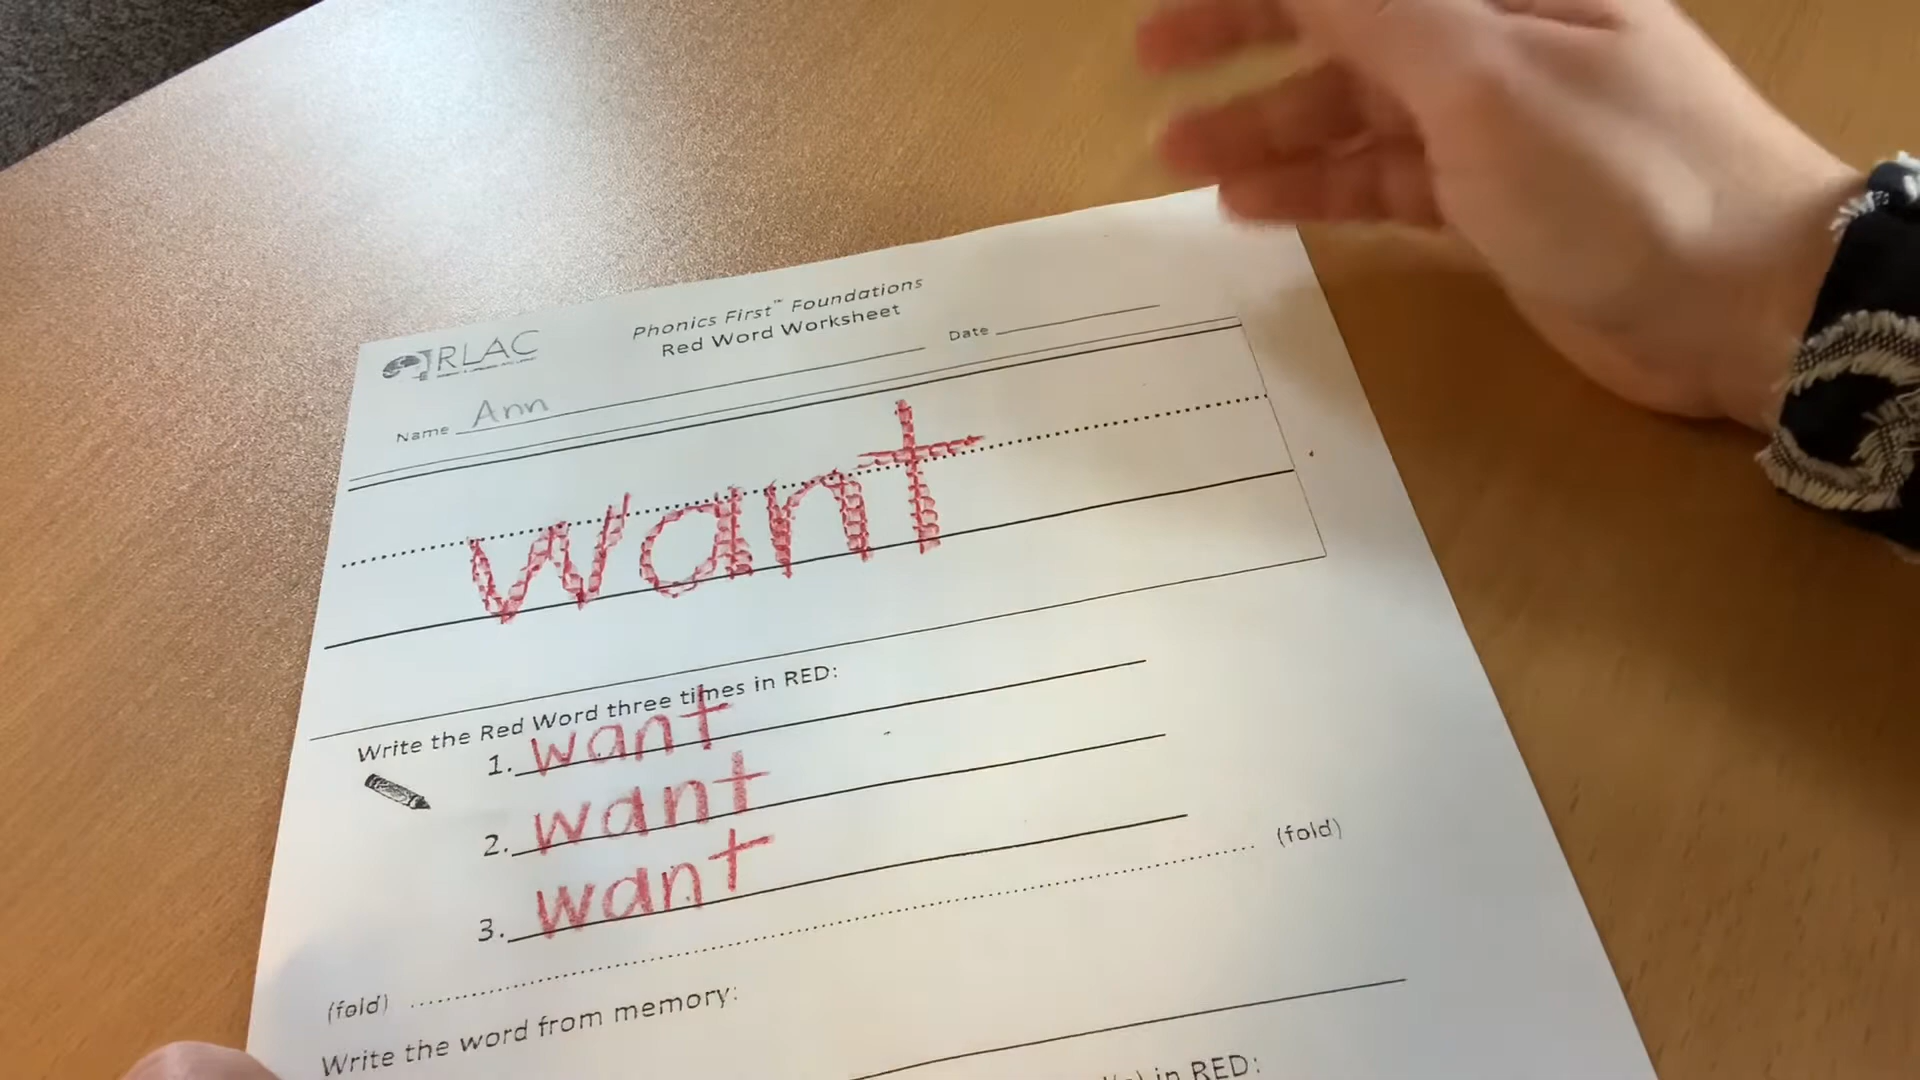 RLAC
Phonics First™ Foundations
Red Word Worksheet
Name Ann Date
want
Write the Red Word three times in RED:
1. want
2. want
3. want
(fold) (fold)
Write the word from memory:
in RED: